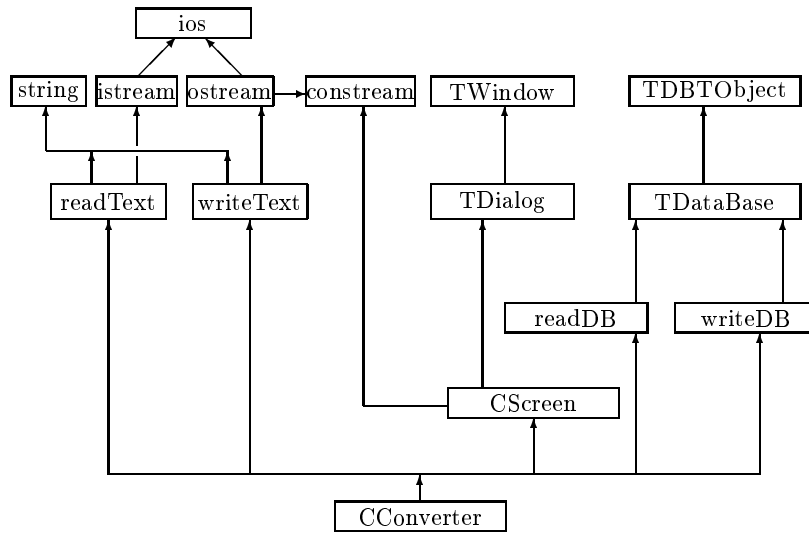 ios
string istream ostream constream TWindow TDBTObject
readText writeText TDialog TDataBase
readDB writeDB
CScreen
CConverter